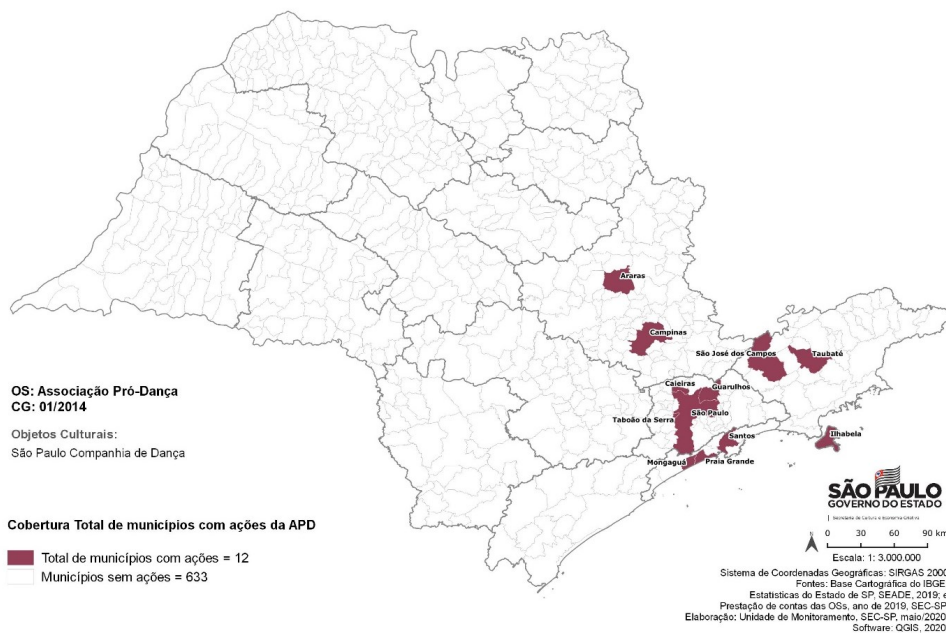 Araras
Campinas
São José dos Campos
Taubaté
Caieiras
Guarulhos
Taboão da Serra
São Paulo
Santos
Ilhabela
Mongaguá
Praia Grande
OS: Associação Pró-Dança
CG: 01/2014
Objetos Culturais:
São Paulo Companhia de Dança
Cobertura Total de municípios com ações da APD
Total de municípios com ações = 12
Municípios sem ações = 633
SÃO PAULO
GOVERNO DO ESTADO
Secretaria de Cultura e Economia Criativa
0 30 60 90 km
Escala: 1: 3.000.000
Sistema de Coordenadas Geográficas: SIRGAS 2000
Fontes: Base Cartográfica do IBGE
Estatísticas do Estado de SP, SEADE, 2019; e
Prestação de contas das OSs, ano de 2019, SEC-SP
Elaboração: Unidade de Monitoramento, SEC-SP, maio/2020
Software: QGIS, 2020